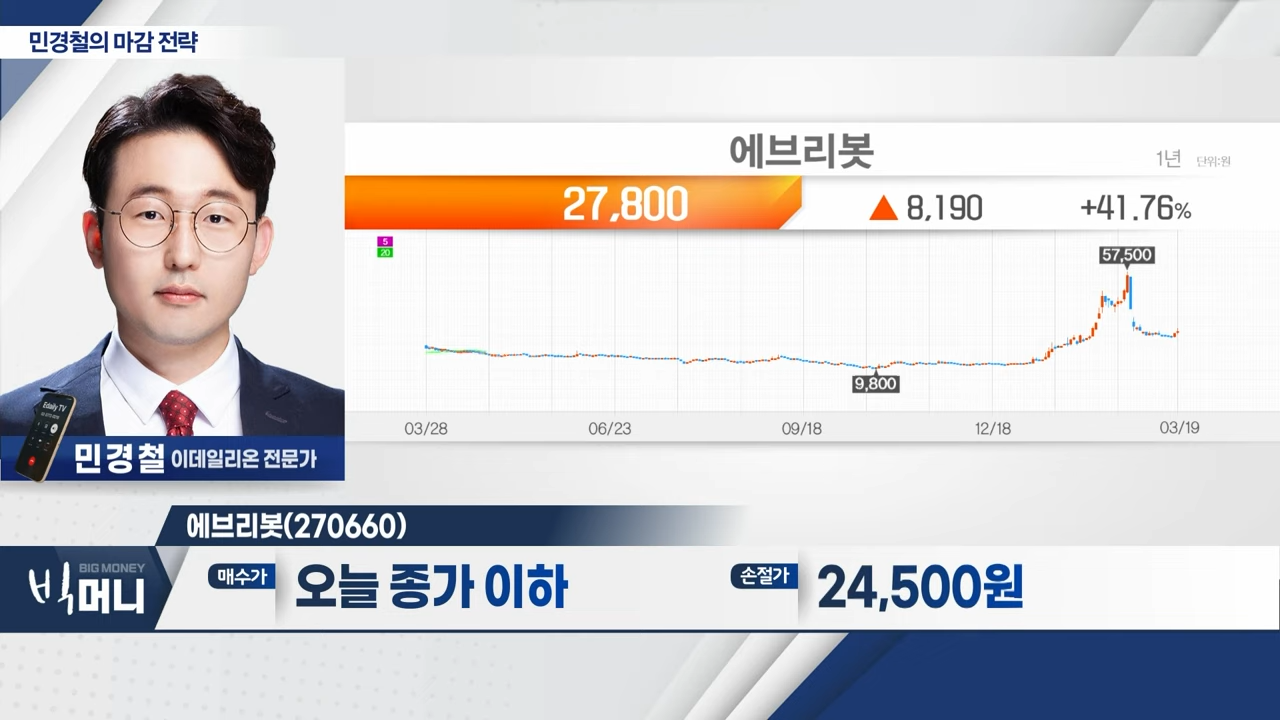 민경철의 마감 전략
에브리봇
1년 단위:원
27,800 ▲ 8,190 +41.76%
5
20
57,500
9,800
03/28 06/23 09/18 12/18 03/19
Edaily TV
민경철 이데일리온 전문가
에브리봇(270660)
빅머니 BIG MONEY
매수가 오늘 종가 이하
손절가 24,500원